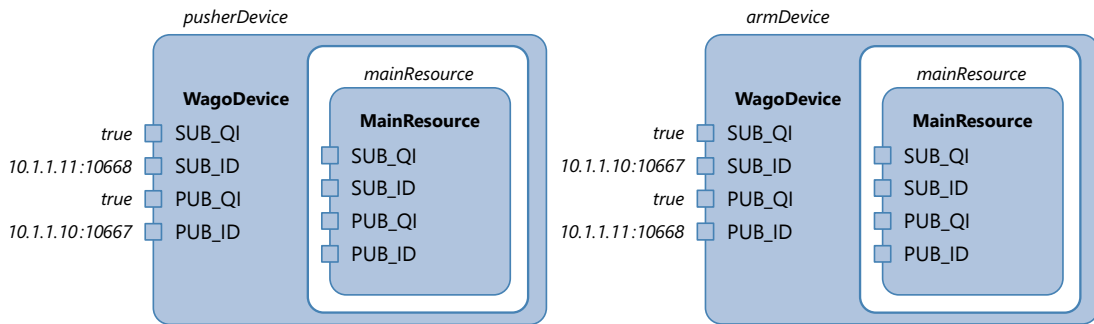 pusherDevice
mainResource
WagoDevice
MainResource
true SUB_QI
SUB_QI
10.1.1.11:10668 SUB_ID
SUB_ID
true PUB_QI
PUB_QI
10.1.1.10:10667 PUB_ID
PUB_ID
armDevice
mainResource
WagoDevice
MainResource
true SUB_QI
SUB_QI
10.1.1.10:10667 SUB_ID
SUB_ID
true PUB_QI
PUB_QI
10.1.1.11:10668 PUB_ID
PUB_ID